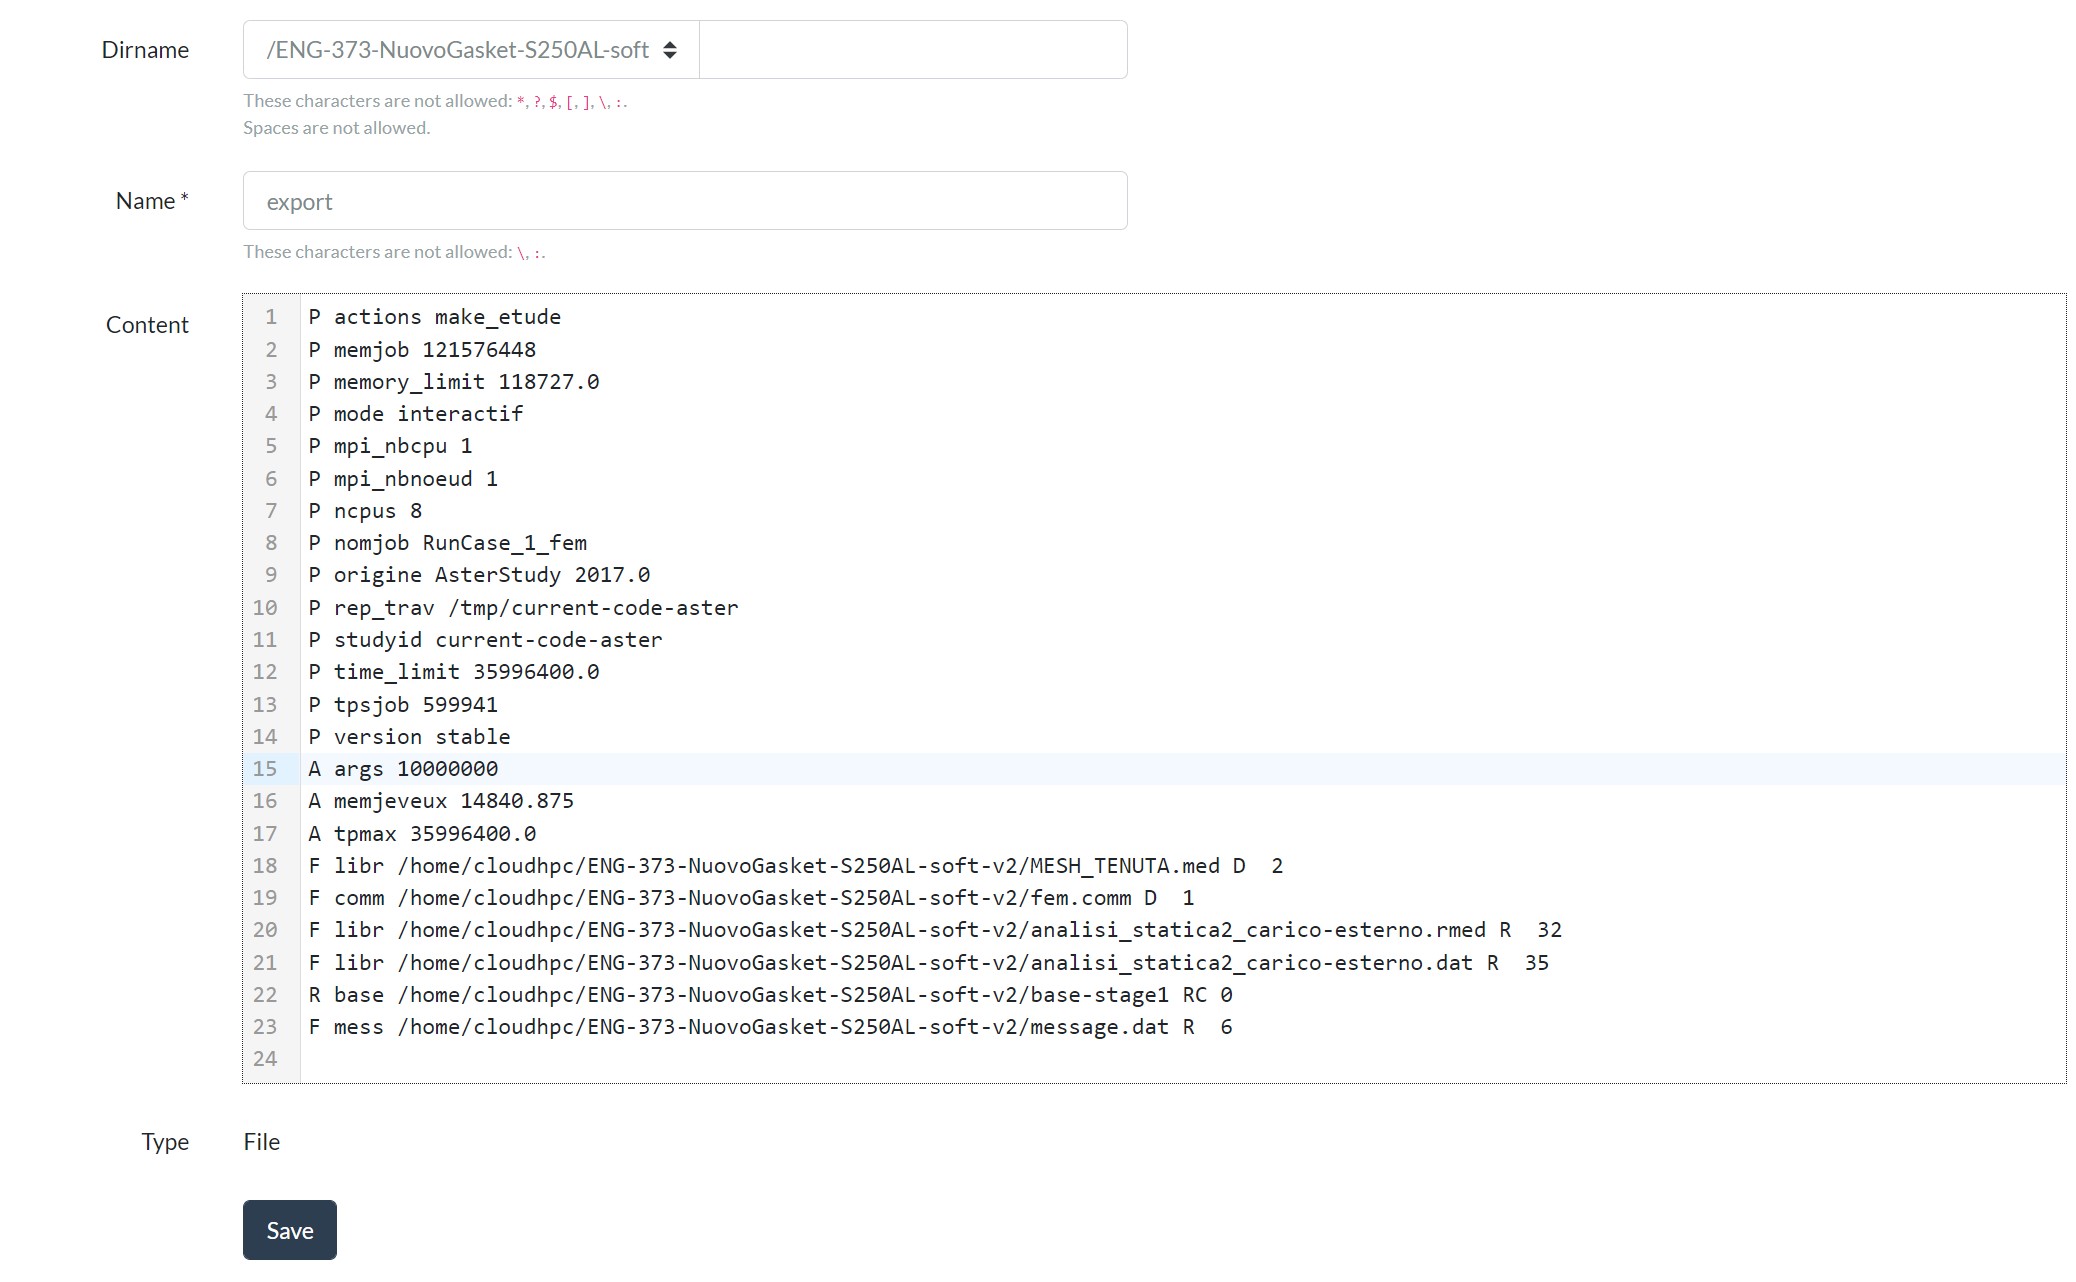 Dirname
/ENG-373-NuovoGasket-S250AL-soft
These characters are not allowed: *, ?, $, [, ], \, :.
Spaces are not allowed.
Name *
export
These characters are not allowed: \, :.
Content
1 P actions make_etude
2 P memjob 121576448
3 P memory_limit 118727.0
4 P mode interactif
5 P mpi_nbcpu 1
6 P mpi_nbnoeud 1
7 P ncpus 8
8 P nomjob RunCase_1_fem
9 P origine AsterStudy 2017.0
10 P rep_trav /tmp/current-code-aster
11 P studyid current-code-aster
12 P time_limit 35996400.0
13 P tpsjob 599941
14 P version stable
15 A args 10000000
16 A memjeveux 14840.875
17 A tpmax 35996400.0
18 F libr /home/cloudhpc/ENG-373-NuovoGasket-S250AL-soft-v2/MESH_TENUTA.med D  2
19 F comm /home/cloudhpc/ENG-373-NuovoGasket-S250AL-soft-v2/fem.comm D  1
20 F libr /home/cloudhpc/ENG-373-NuovoGasket-S250AL-soft-v2/analisi_statica2_carico-esterno.rmed R  32
21 F libr /home/cloudhpc/ENG-373-NuovoGasket-S250AL-soft-v2/analisi_statica2_carico-esterno.dat R  35
22 R base /home/cloudhpc/ENG-373-NuovoGasket-S250AL-soft-v2/base-stage1 RC 0
23 F mess /home/cloudhpc/ENG-373-NuovoGasket-S250AL-soft-v2/message.dat R  6
24
Type
File
Save